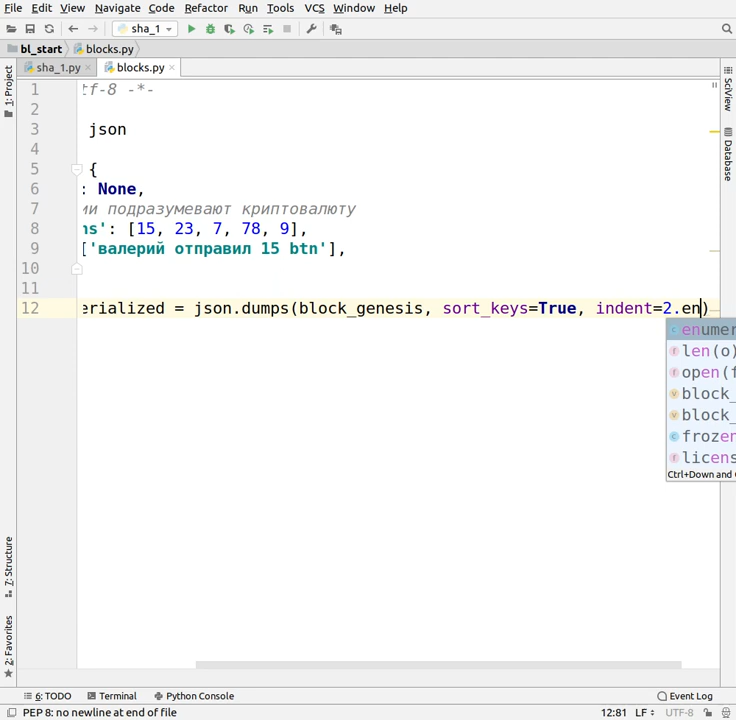 File Edit View Navigate Code Refactor Run Tools VCS Window Help
sha_1
bl_start blocks.py
sha_1.py blocks.py
1 tf-8 -*-
2
3 json
4
5 {
6 : None,
7 ии подразумевают криптовалюту
8 ns': [15, 23, 7, 78, 9],
9 ['валерий отправил 15 btn'],
10
11
12 erialized = json.dumps(block_genesis, sort_keys=True, indent=2.en)
enumer
len(o)
open(f
block_
block_
frozen
licens
Ctrl+Down and
1: Project
7: Structure
2: Favorites
SciView
Database
6: TODO Terminal Python Console Event Log
PEP 8: no newline at end of file 12:81 LF UTF-8